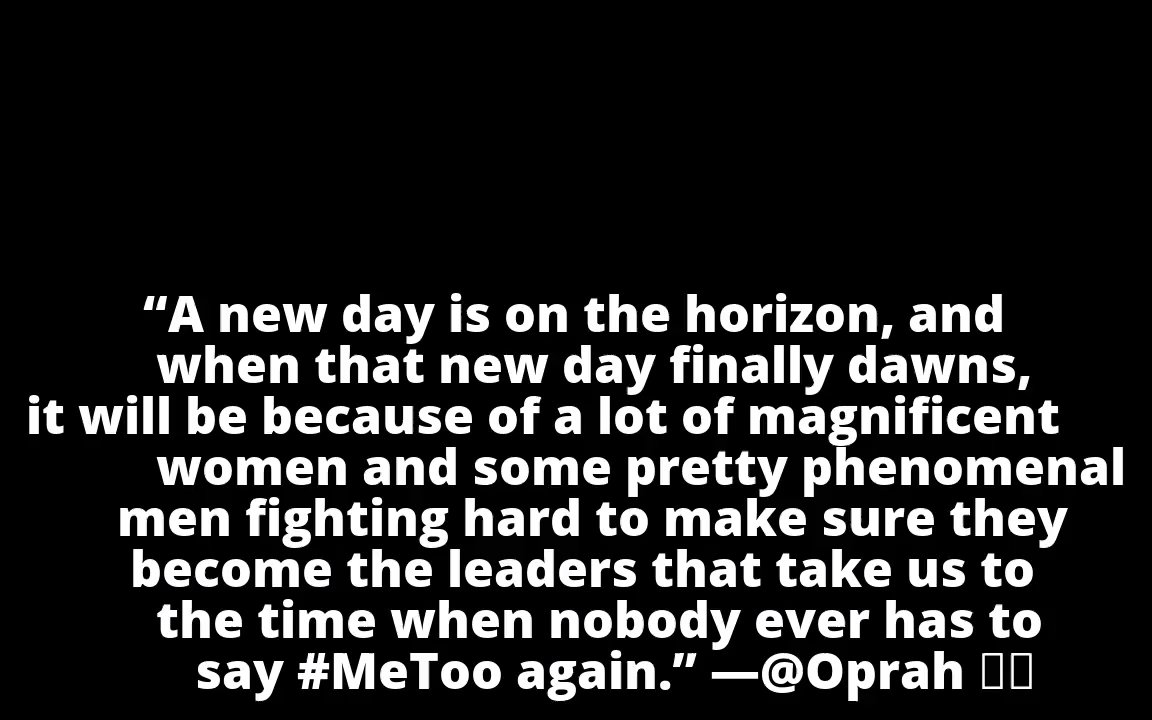 “A new day is on the horizon, and
when that new day finally dawns,
it will be because of a lot of magnificent
women and some pretty phenomenal
men fighting hard to make sure they
become the leaders that take us to
the time when nobody ever has to
say #MeToo again.” —@Oprah